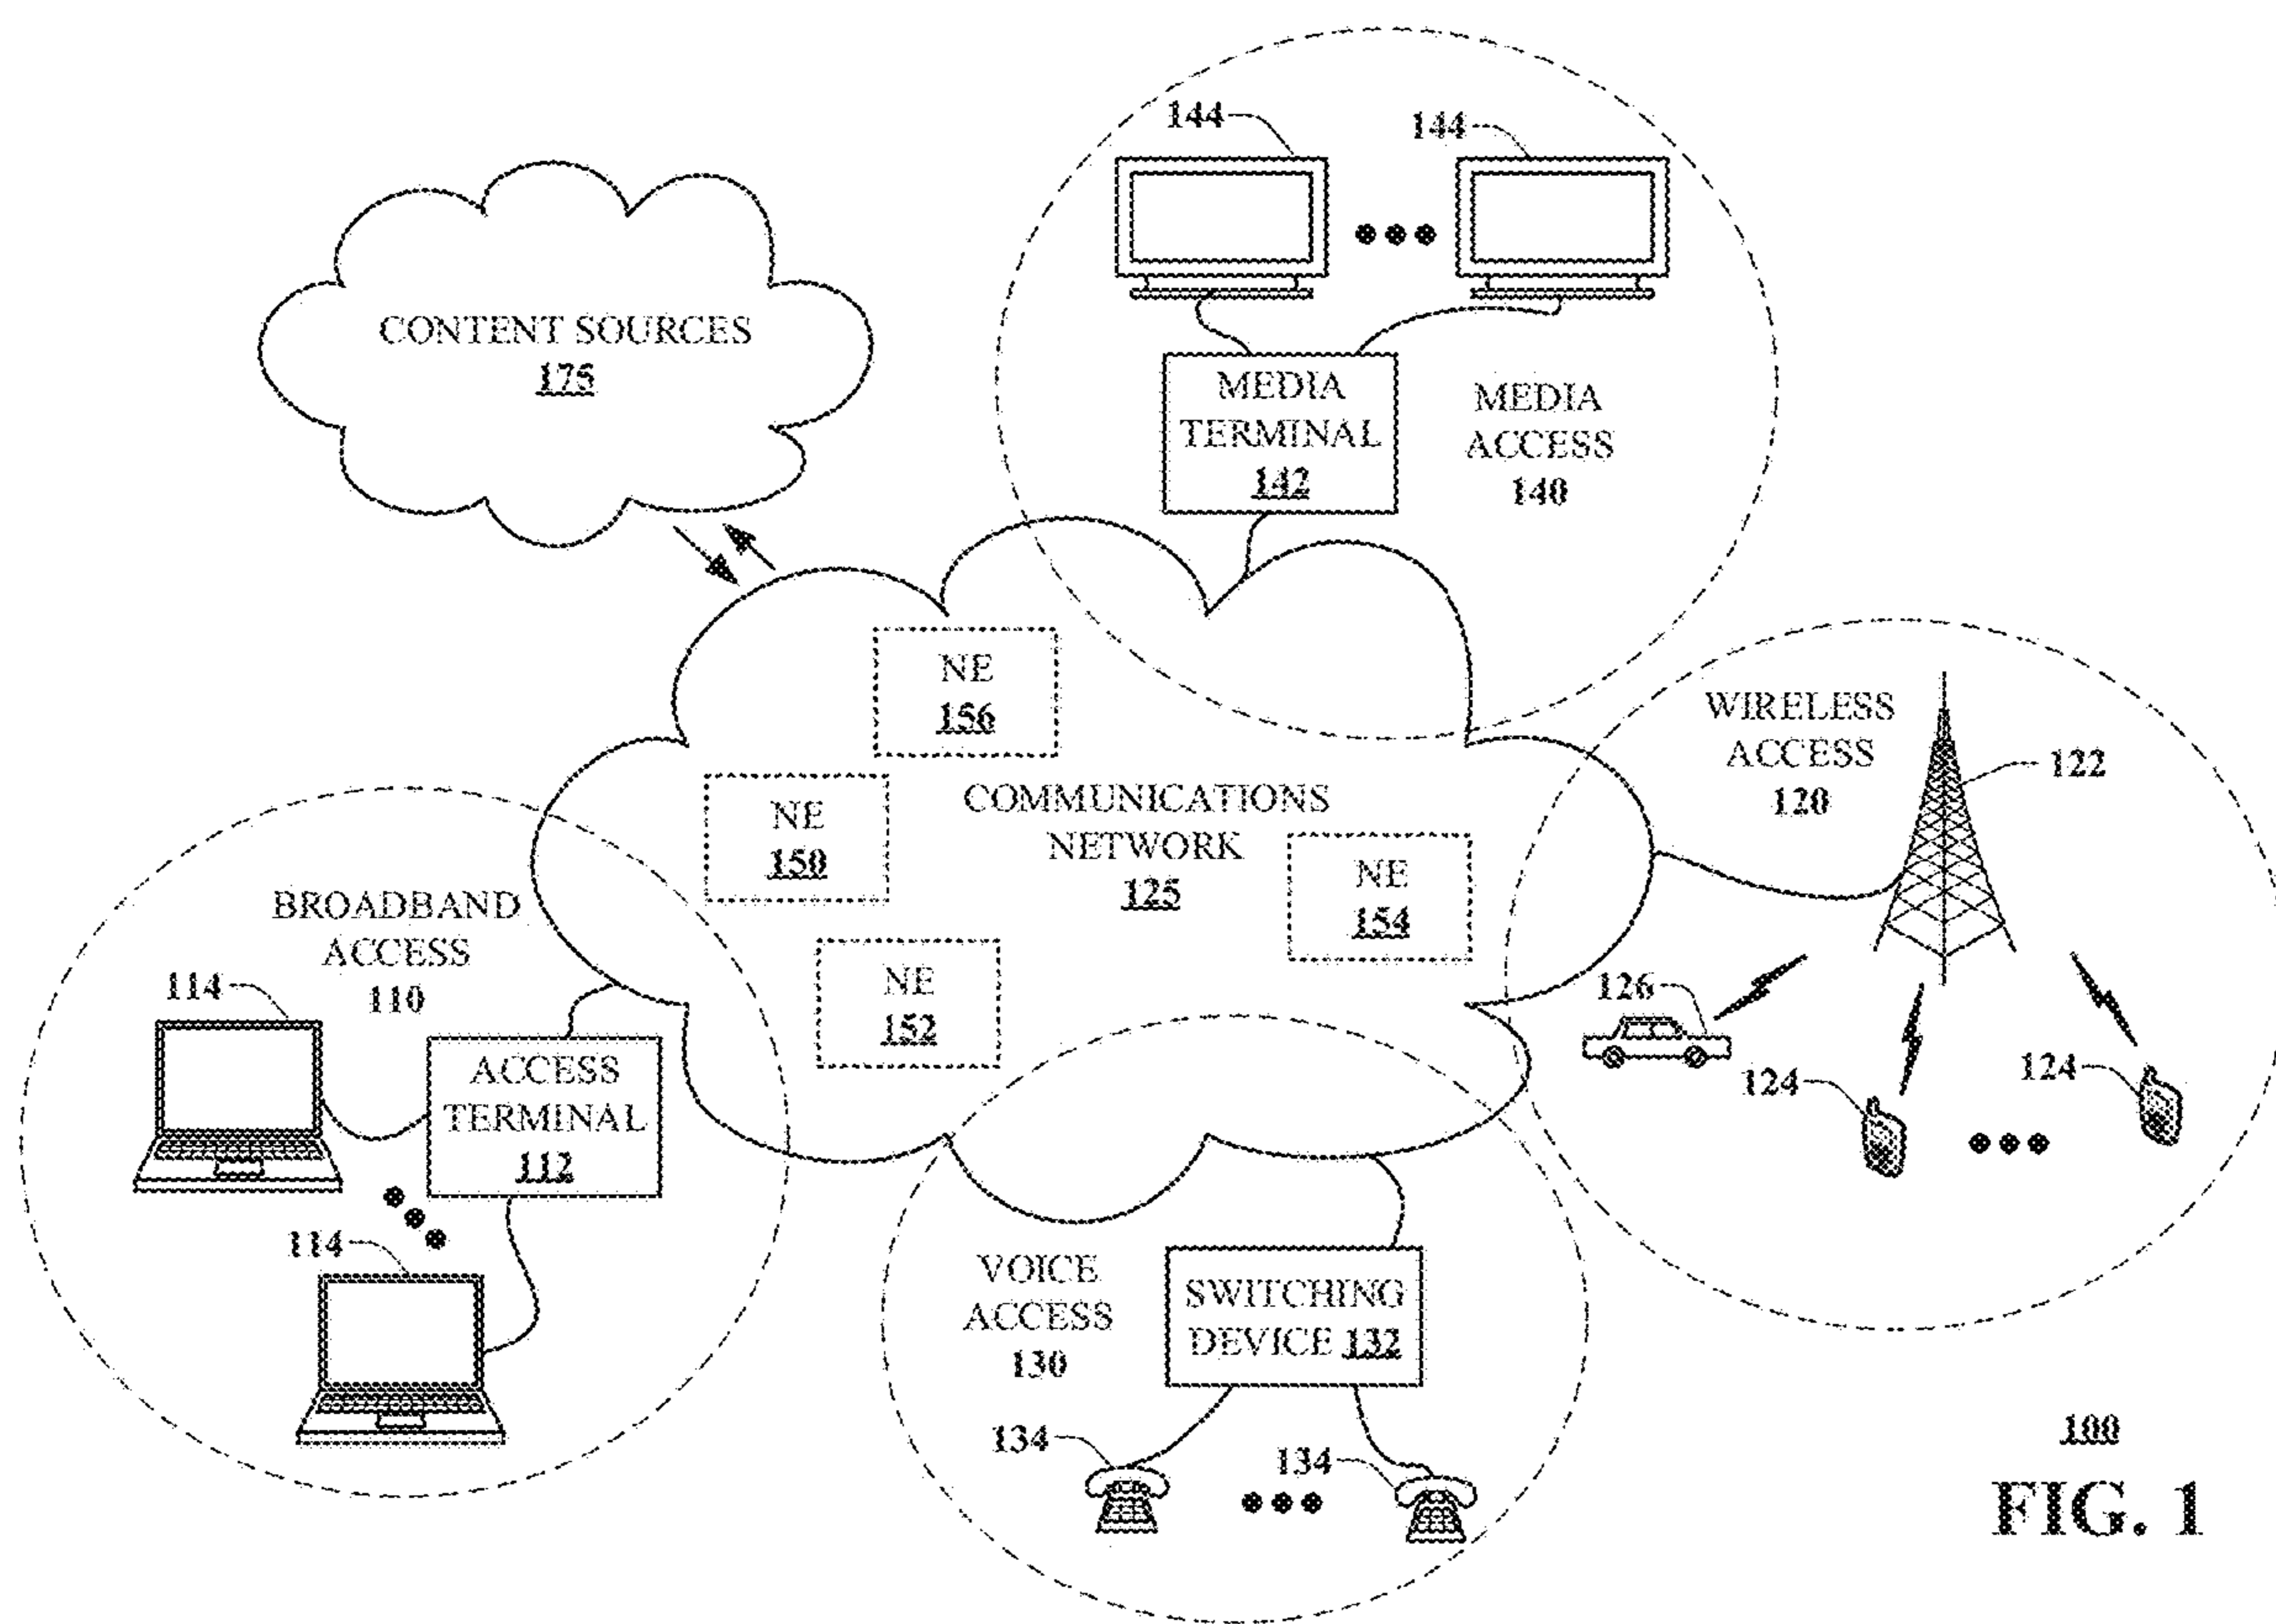 144
144
CONTENT SOURCES
175
MEDIA
TERMINAL
142
MEDIA
ACCESS
140
NE
156
WIRELESS
ACCESS
120
122
COMMUNICATIONS
NETWORK
125
NE
150
NE
154
BROADBAND
ACCESS
110
NE
152
114
126
ACCESS
TERMINAL
112
124
124
114
VOICE
ACCESS
130
SWITCHING
DEVICE 132
134
134
100
FIG. 1